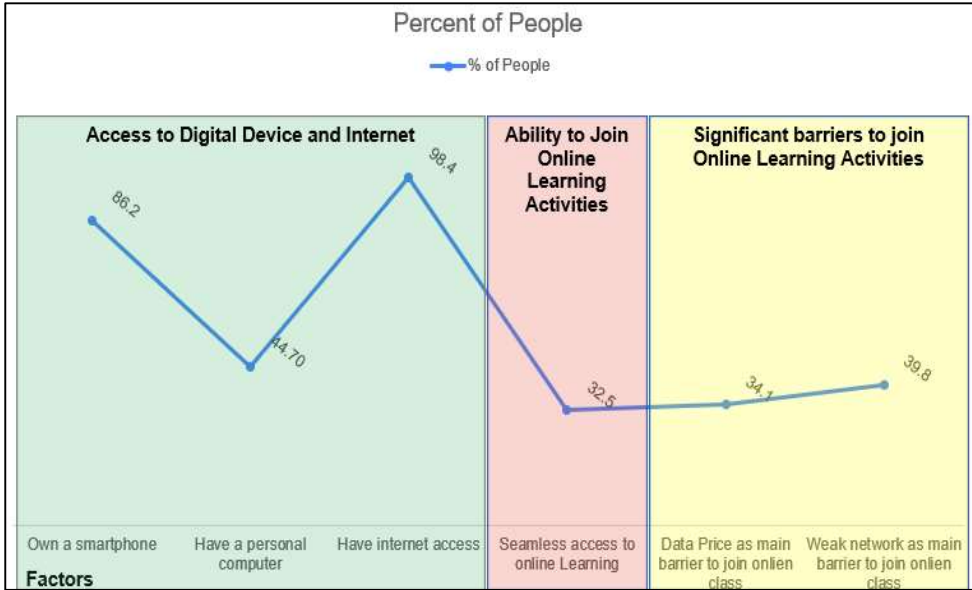 Percent of People
% of People
Access to Digital Device and Internet
Ability to Join
Online
Learning
Activities
Significant barriers to join
Online Learning Activities
86.2
44.70
98.4
32.5
34.1
39.8
Own a smartphone
Have a personal
computer
Have internet access
Seamless access to
online Learning
Data Price as main
barrier to join onlien
class
Weak network as main
barrier to join onlien
class
Factors